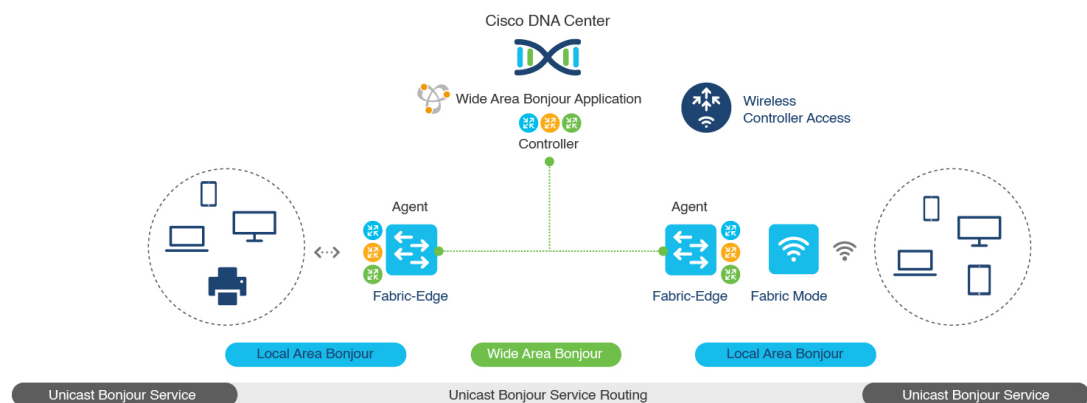 Cisco DNA Center
Wide Area Bonjour Application
Controller
Wireless
Controller Access
Agent
Agent
Fabric-Edge
Fabric-Edge
Fabric Mode
Local Area Bonjour
Wide Area Bonjour
Local Area Bonjour
Unicast Bonjour Service
Unicast Bonjour Service Routing
Unicast Bonjour Service